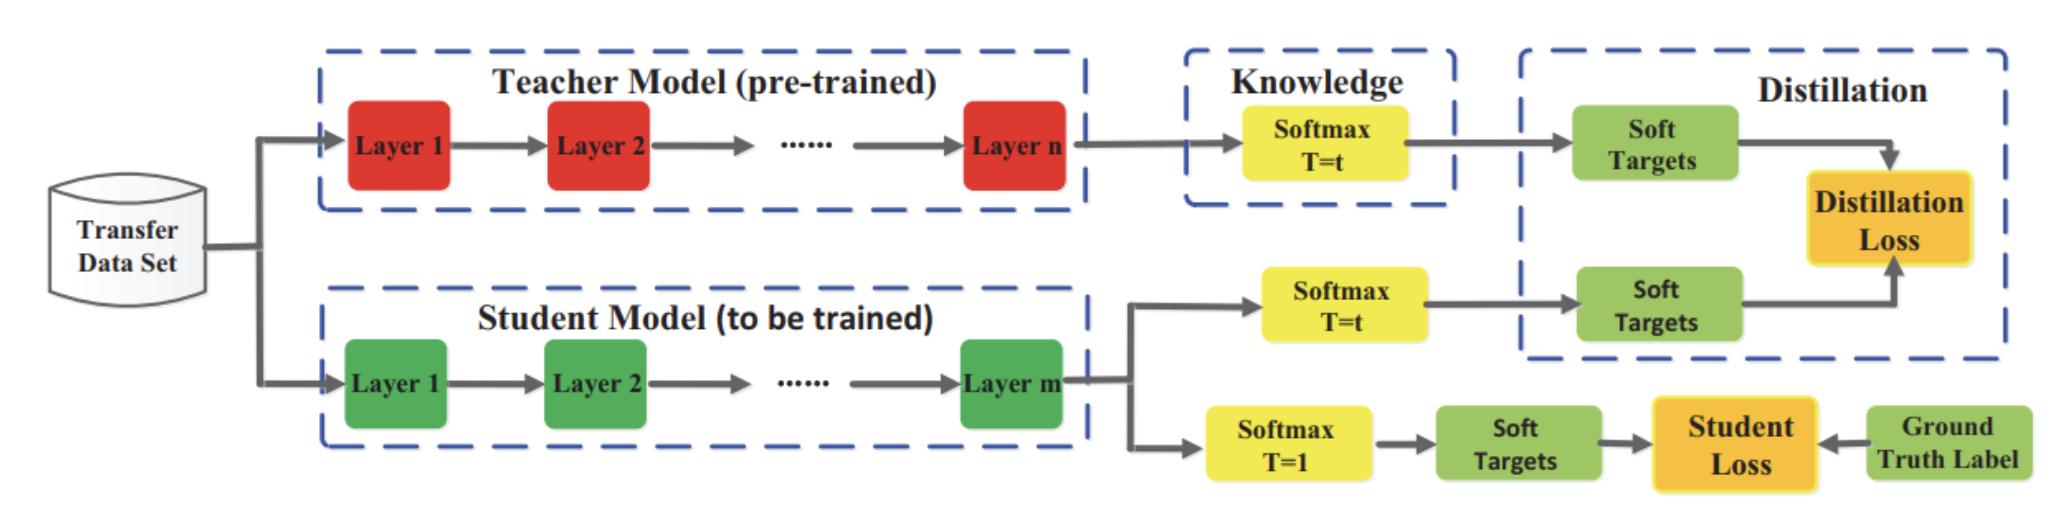 Teacher Model (pre-trained)
Layer 1
Layer 2
......
Layer n
Knowledge
Softmax
T=t
Distillation
Soft
Targets
Distillation
Loss
Transfer
Data Set
Student Model (to be trained)
Layer 1
Layer 2
......
Layer m
Softmax
T=t
Soft
Targets
Softmax
T=1
Soft
Targets
Student
Loss
Ground
Truth Label